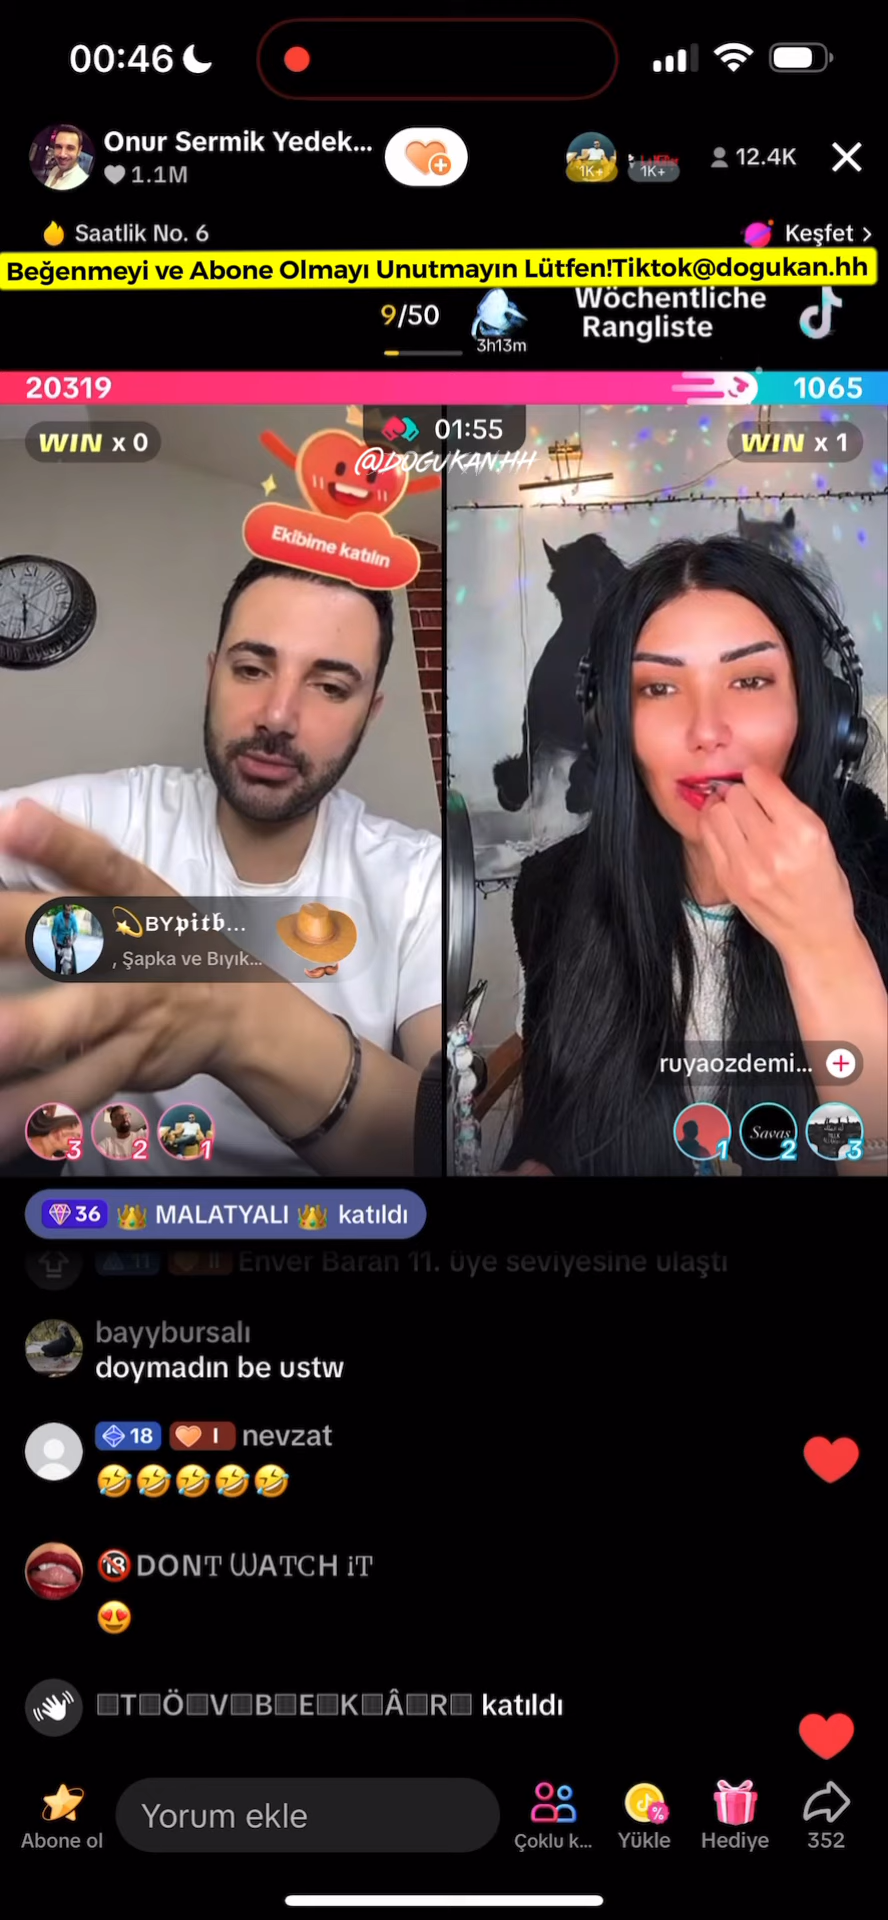 00:46
Onur Sermik Yedek...
1.1M
1K+
1K+
12.4K
Saatlik No. 6
Keşfet >
Beğenmeyi ve Abone Olmayı Unutmayın Lütfen!Tiktok@dogukan.hh
9/50
3h13m
Wöchentliche
Rangliste
20319
1065
WIN x 0
01:55
WIN x 1
@DOGUKAN.HH
Ekibime katılın
BYpitb...
, Şapka ve Bıyık...
ruyaozdemi...
3
2
1
1
Savaş
2
3
36 MALATYALI katıldı
11 II Enver Baran 11. üye seviyesine ulaştı
bayybursalı
doymadın be ustw
18 I nevzat
🤣🤣🤣🤣🤣
🔞DONT WATCH iT
😍
T Ö V B E K Â R katıldı
Abone ol
Yorum ekle
Çoklu k...
Yükle
Hediye
352